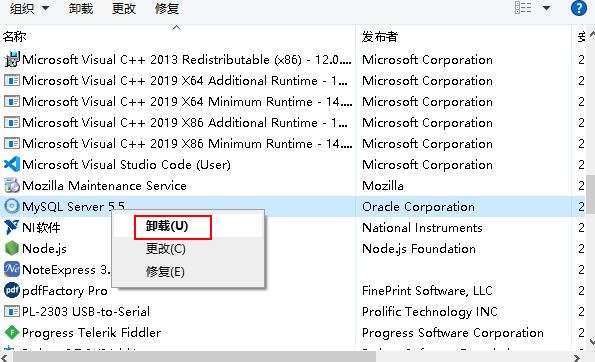 组织 卸载 更改 修复
名称 发布者
Microsoft Visual C++ 2013 Redistributable (x86) - 12.0.... Microsoft Corporation 2
Microsoft Visual C++ 2019 X64 Additional Runtime - 1... Microsoft Corporation 2
Microsoft Visual C++ 2019 X64 Minimum Runtime - 14.... Microsoft Corporation 2
Microsoft Visual C++ 2019 X86 Additional Runtime - 1... Microsoft Corporation 2
Microsoft Visual C++ 2019 X86 Minimum Runtime - 14.... Microsoft Corporation 2
Microsoft Visual Studio Code (User) Microsoft Corporation 2
Mozilla Maintenance Service Mozilla 2
MySQL Server 5.5 Oracle Corporation 2
卸载(U)
NI软件 National Instruments 2
更改(C)
Node.js Node.js Foundation 2
修复(E)
NoteExpress 3. 2
pdfFactory Pro FinePrint Software, LLC 2
PL-2303 USB-to-Serial Prolific Technology INC 2
Progress Telerik Fiddler Progress Software Corporation 2